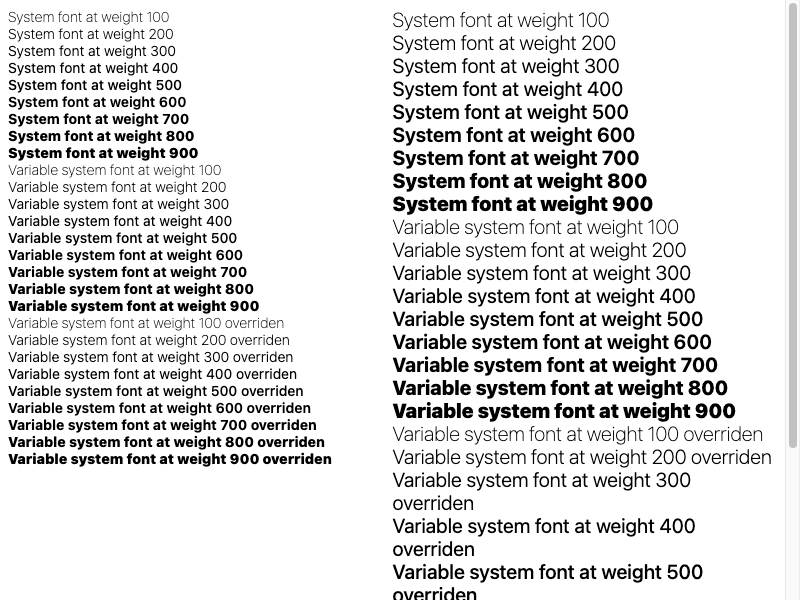 System font at weight 100
System font at weight 200
System font at weight 300
System font at weight 400
System font at weight 500
System font at weight 600
System font at weight 700
System font at weight 800
System font at weight 900
Variable system font at weight 100
Variable system font at weight 200
Variable system font at weight 300
Variable system font at weight 400
Variable system font at weight 500
Variable system font at weight 600
Variable system font at weight 700
Variable system font at weight 800
Variable system font at weight 900
Variable system font at weight 100 overriden
Variable system font at weight 200 overriden
Variable system font at weight 300 overriden
Variable system font at weight 400 overriden
Variable system font at weight 500 overriden
Variable system font at weight 600 overriden
Variable system font at weight 700 overriden
Variable system font at weight 800 overriden
Variable system font at weight 900 overriden
System font at weight 100
System font at weight 200
System font at weight 300
System font at weight 400
System font at weight 500
System font at weight 600
System font at weight 700
System font at weight 800
System font at weight 900
Variable system font at weight 100
Variable system font at weight 200
Variable system font at weight 300
Variable system font at weight 400
Variable system font at weight 500
Variable system font at weight 600
Variable system font at weight 700
Variable system font at weight 800
Variable system font at weight 900
Variable system font at weight 100 overriden
Variable system font at weight 200 overriden
Variable system font at weight 300
overriden
Variable system font at weight 400
overriden
Variable system font at weight 500
overriden